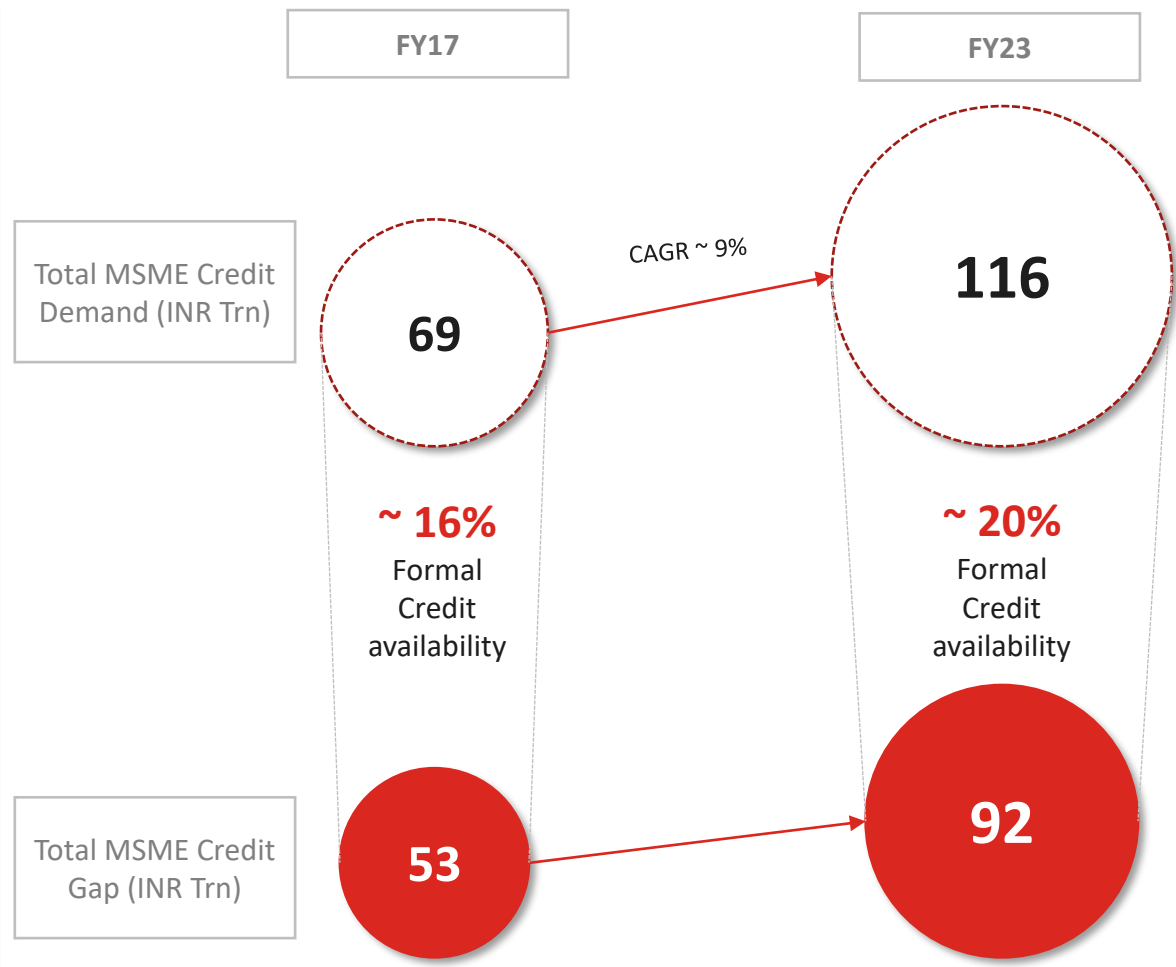 FY17
FY23
Total MSME Credit
Demand (INR Trn)
69
CAGR ~ 9%
116
~ 16%
Formal
Credit
availability
~ 20%
Formal
Credit
availability
Total MSME Credit
Gap (INR Trn)
53
92